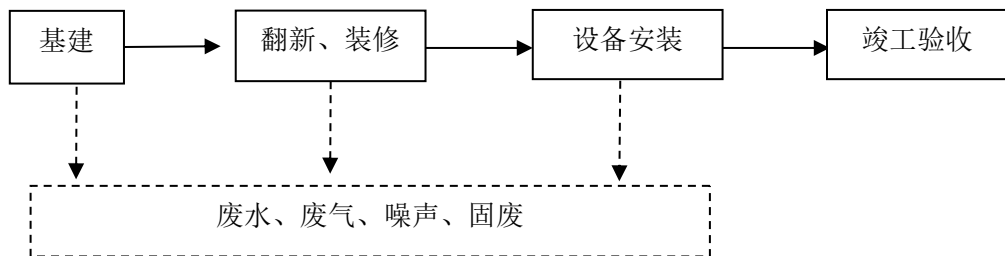 基建
翻新、装修
设备安装
竣工验收
废水、废气、噪声、固废